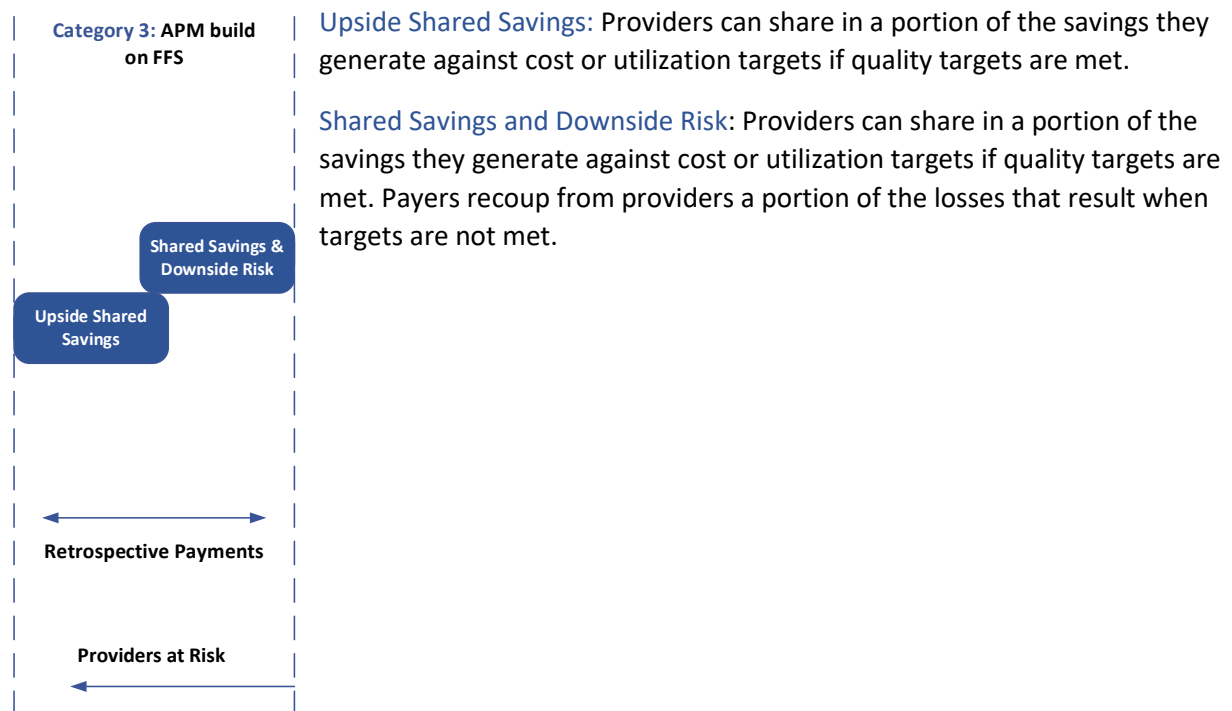 Category 3: APM build
on FFS
Upside Shared Savings: Providers can share in a portion of the savings they
generate against cost or utilization targets if quality targets are met.
Shared Savings and Downside Risk: Providers can share in a portion of the
savings they generate against cost or utilization targets if quality targets are
met. Payers recoup from providers a portion of the losses that result when
targets are not met.
Shared Savings &
Downside Risk
Upside Shared
Savings
Retrospective Payments
Providers at Risk